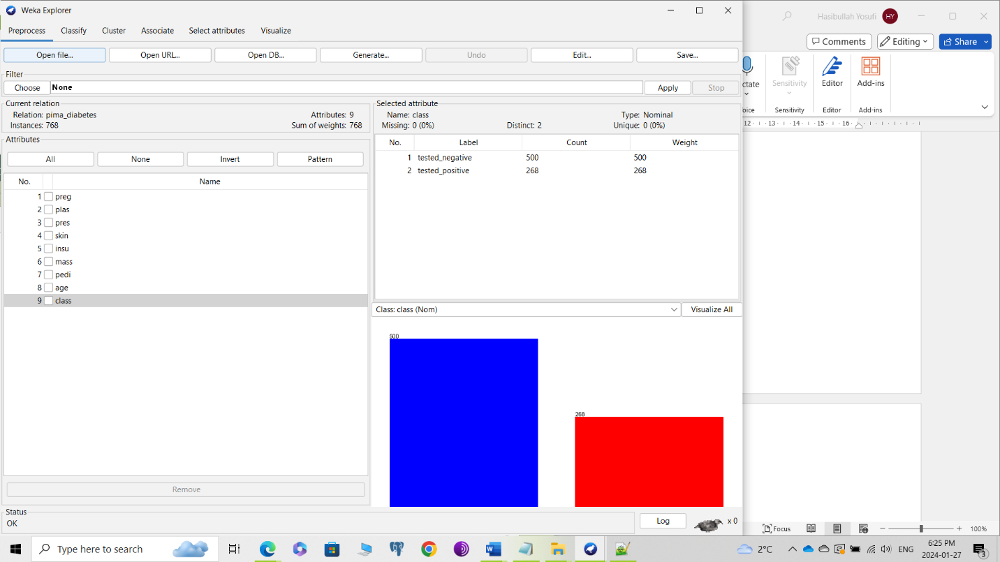 Weka Explorer
Preprocess Classify Cluster Associate Select attributes Visualize
Open file... Open URL... Open DB... Generate... Undo Edit... Save...
Filter
Choose None Apply Stop
Current relation
Relation: pima_diabetes Attributes: 9
Instances: 768 Sum of weights: 768
Attributes
All None Invert Pattern
No. Name
1 preg
2 plas
3 pres
4 skin
5 insu
6 mass
7 pedi
8 age
9 class
Remove
Selected attribute
Name: class Type: Nominal
Missing: 0 (0%) Distinct: 2 Unique: 0 (0%)
No. Label Count Weight
1 tested_negative 500 500
2 tested_positive 268 268
Class: class (Nom) Visualize All
500
268
Status
OK
Log x 0
Hasibullah Yosufi HY
Comments Editing Share
ctate Sensitivity Editor Add-ins
oice Sensitivity Editor Add-ins
12 13 14 15 16
Focus 100%
Type here to search
2°C ENG 6:25 PM
2024-01-27 3